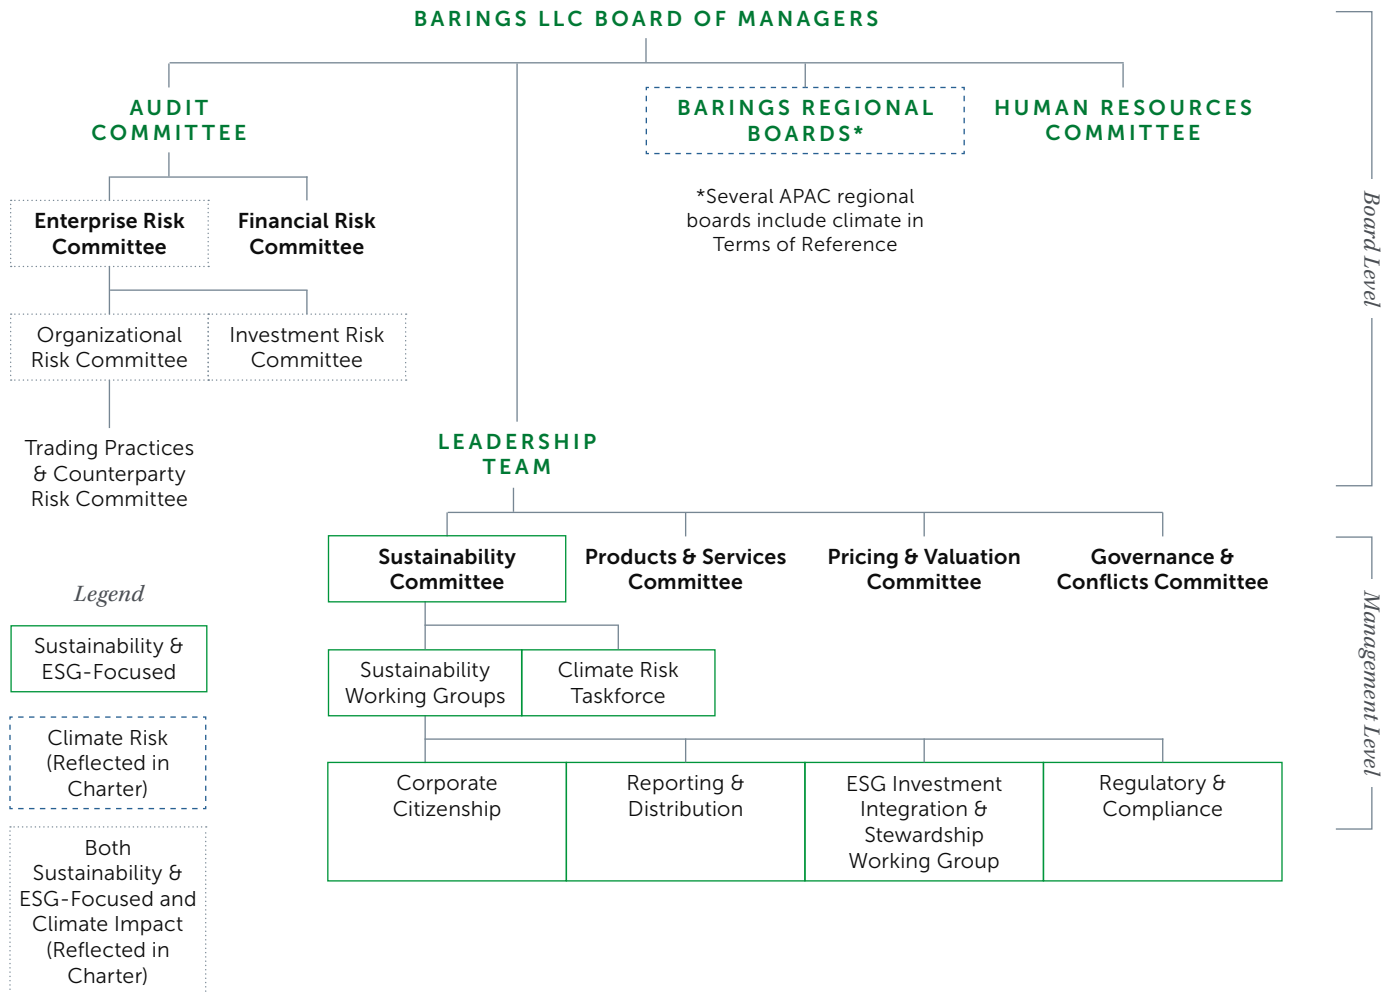 BARINGS LLC BOARD OF MANAGERS
AUDIT
COMMITTEE
BARINGS REGIONAL
BOARDS*
HUMAN RESOURCES
COMMITTEE
*Several APAC regional
boards include climate in
Terms of Reference
Enterprise Risk
Committee
Financial Risk
Committee
Organizational
Risk Committee
Investment Risk
Committee
Trading Practices
& Counterparty
Risk Committee
Board Level
LEADERSHIP
TEAM
Sustainability
Committee
Products & Services
Committee
Pricing & Valuation
Committee
Governance &
Conflicts Committee
Sustainability
Working Groups
Climate Risk
Taskforce
Corporate
Citizenship
Reporting &
Distribution
ESG Investment
Integration &
Stewardship
Working Group
Regulatory &
Compliance
Management Level
Legend
Sustainability &
ESG-Focused
Climate Risk
(Reflected in
Charter)
Both
Sustainability &
ESG-Focused and
Climate Impact
(Reflected in
Charter)